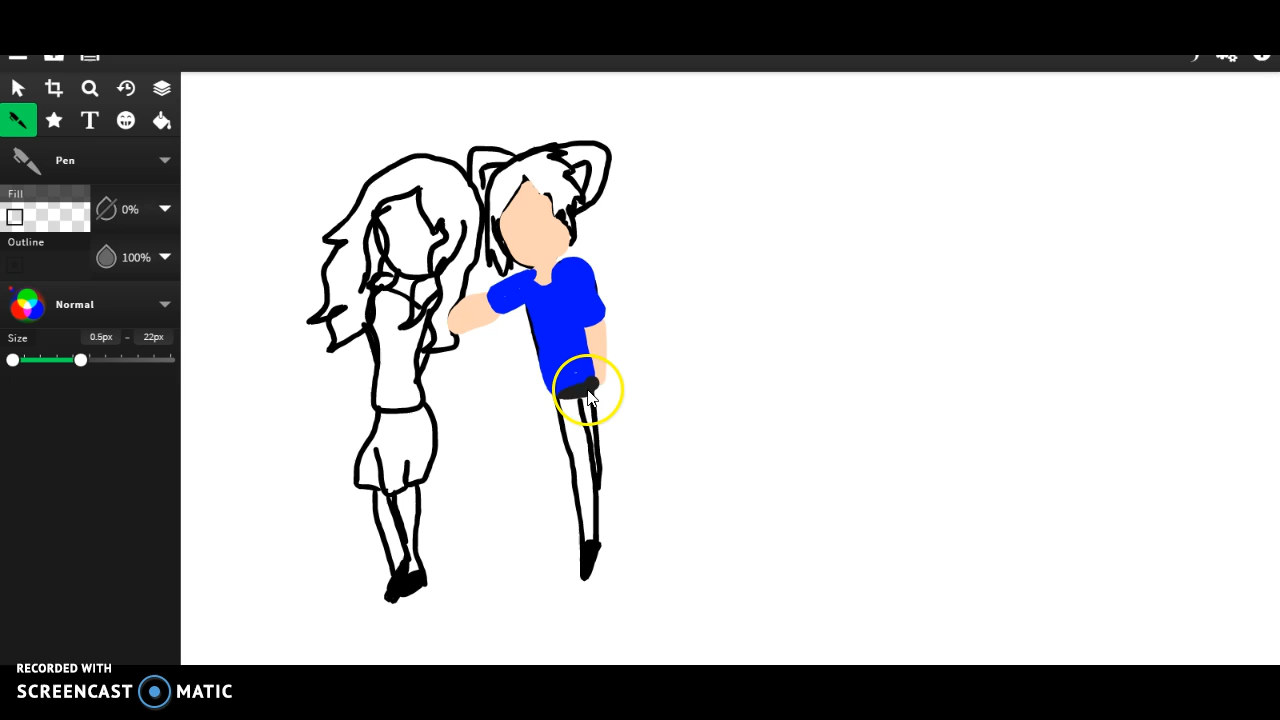 T
Pen
Fill
0%
Outline
100%
Normal
Size
0.5px - 22px
RECORDED WITH
SCREENCAST MATIC